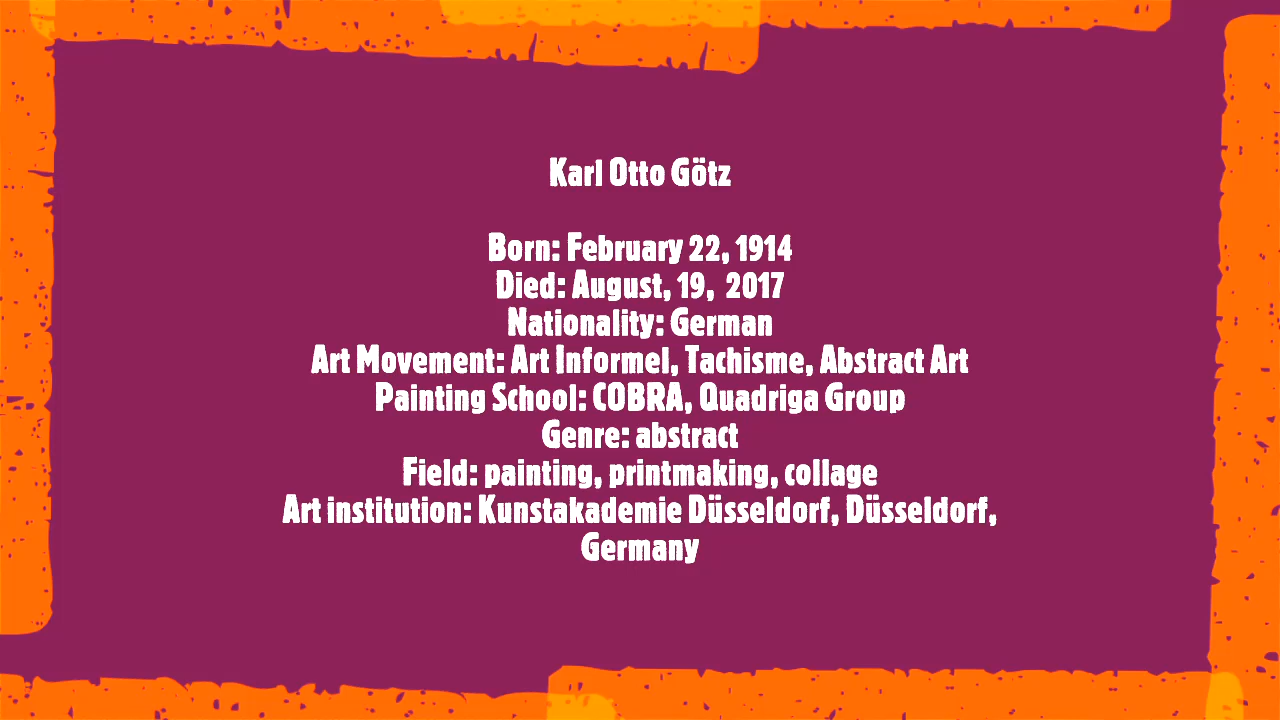 Karl Otto Götz
Born: February 22, 1914
Died: August, 19,  2017
Nationality: German
Art Movement: Art Informel, Tachisme, Abstract Art
Painting School: COBRA, Quadriga Group
Genre: abstract
Field: painting, printmaking, collage
Art institution: Kunstakademie Düsseldorf, Düsseldorf,
Germany